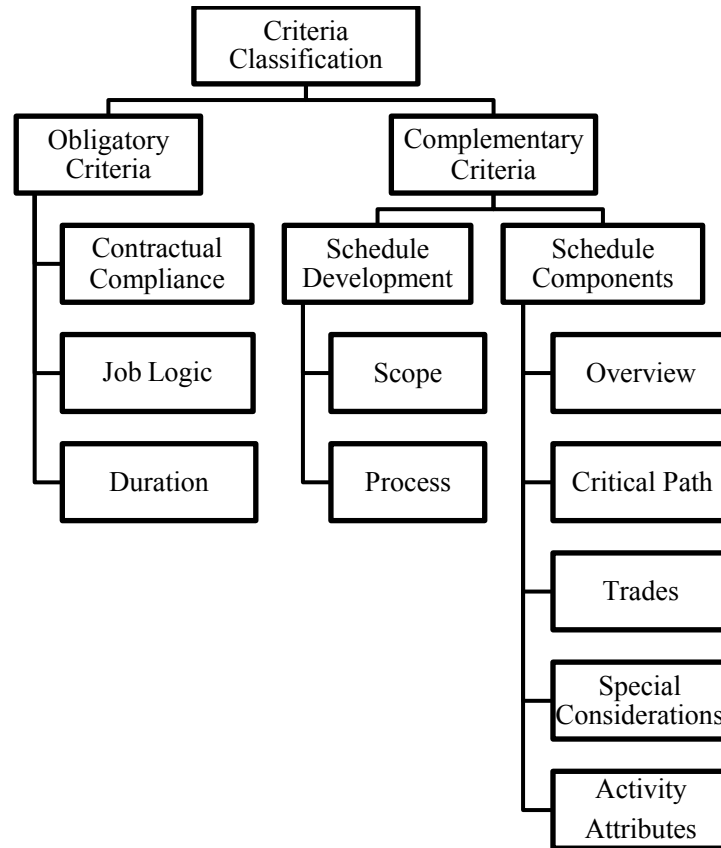 Criteria
Classification
Obligatory
Criteria
Complementary
Criteria
Contractual
Compliance
Job Logic
Duration
Schedule
Development
Scope
Process
Schedule
Components
Overview
Critical Path
Trades
Special
Considerations
Activity
Attributes